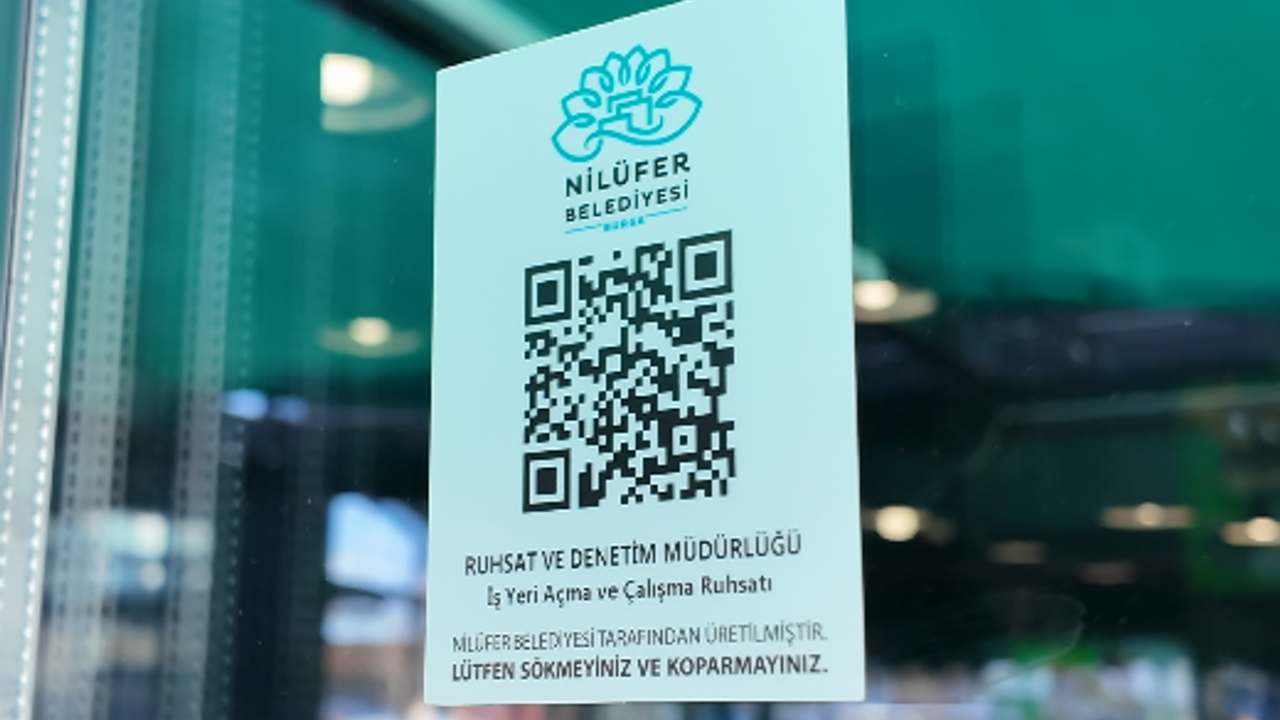 NİLÜFER
BELEDİYESİ
BURSA
RUHSAT VE DENETİM MÜDÜRLÜĞÜ
İş Yeri Açma ve Çalışma Ruhsatı
NİLÜFER BELEDİYESİ TARAFINDAN ÜRETİLMİŞTİR.
LÜTFEN SÖKMEYİNİZ VE KOPARMAYINIZ.